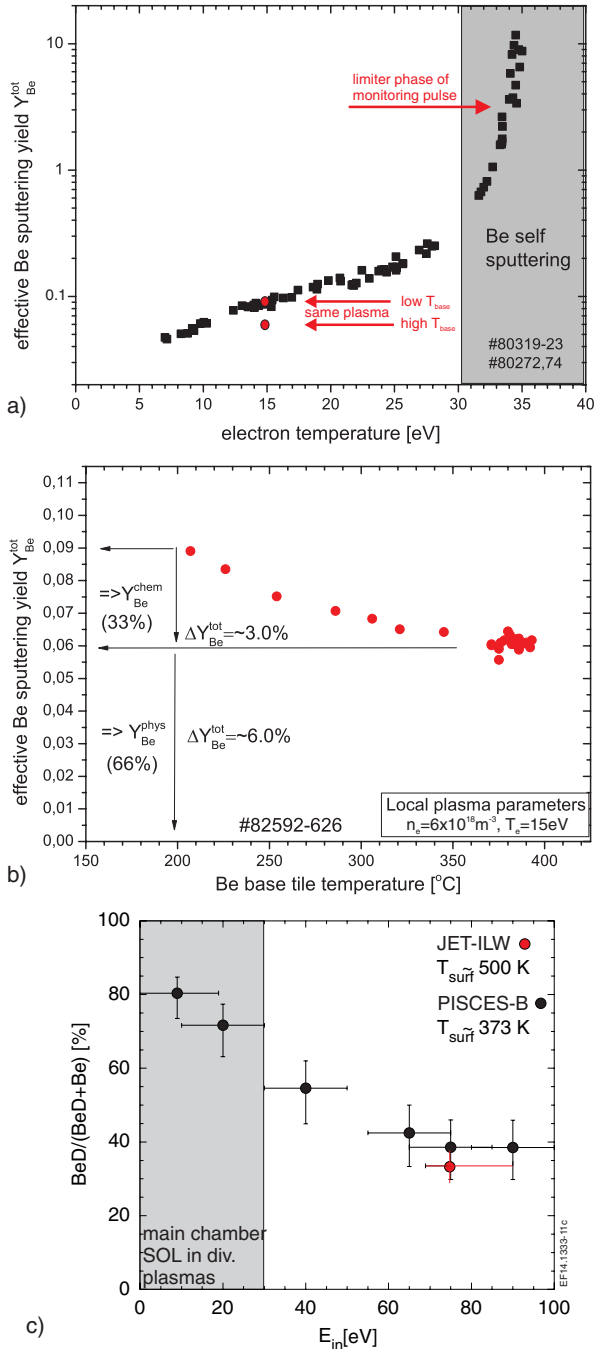 effective Be sputtering yield Y_Be^tot
10
1
0.1
limiter phase of
monitoring pulse
Be self
sputtering
low T_base
same plasma
high T_base
#80319-23
#80272,74
0 5 10 15 20 25 30 35 40
electron temperature [eV]
a)
effective Be sputtering yield Y_Be^tot
0,11
0,10
0,09
0,08
0,07
0,06
0,05
0,04
0,03
0,02
0,01
0,00
=>Y_Be^chem
(33%)
ΔY_Be^tot=~3.0%
=> Y_Be^phys
(66%)
ΔY_Be^tot=~6.0%
#82592-626
Local plasma parameters
n_e=6x10^18m^-3, T_e=15eV
150 200 250 300 350 400
Be base tile temperature [°C]
b)
BeD/(BeD+Be) [%]
100
80
60
40
20
0
JET-ILW
T_surf ~ 500 K
PISCES-B
T_surf ~ 373 K
main chamber
SOL in div.
plasmas
EF14.1333-11c
0 20 40 60 80 100
E_in[eV]
c)